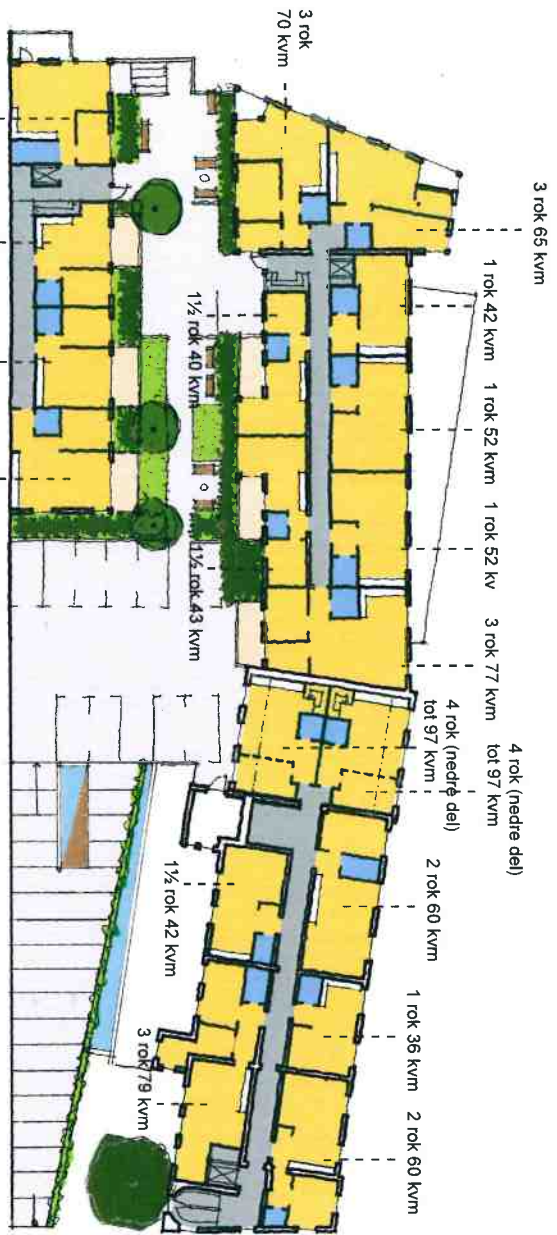 3 rok
70 kvm
3 rok 65 kvm
1 rok 42 kvm
1 rok 52 kvm
1 rok 52 kv
3 rok 77 kvm
4 rok (nedre del)
tot 97 kvm
4 rok (nedre del)
tot 97 kvm
2 rok 60 kvm
1 rok 36 kvm
2 rok 60 kvm
1½ rok 40 kvm
1½ rok 43 kvm
1½ rok 42 kvm
3 rok 79 kvm